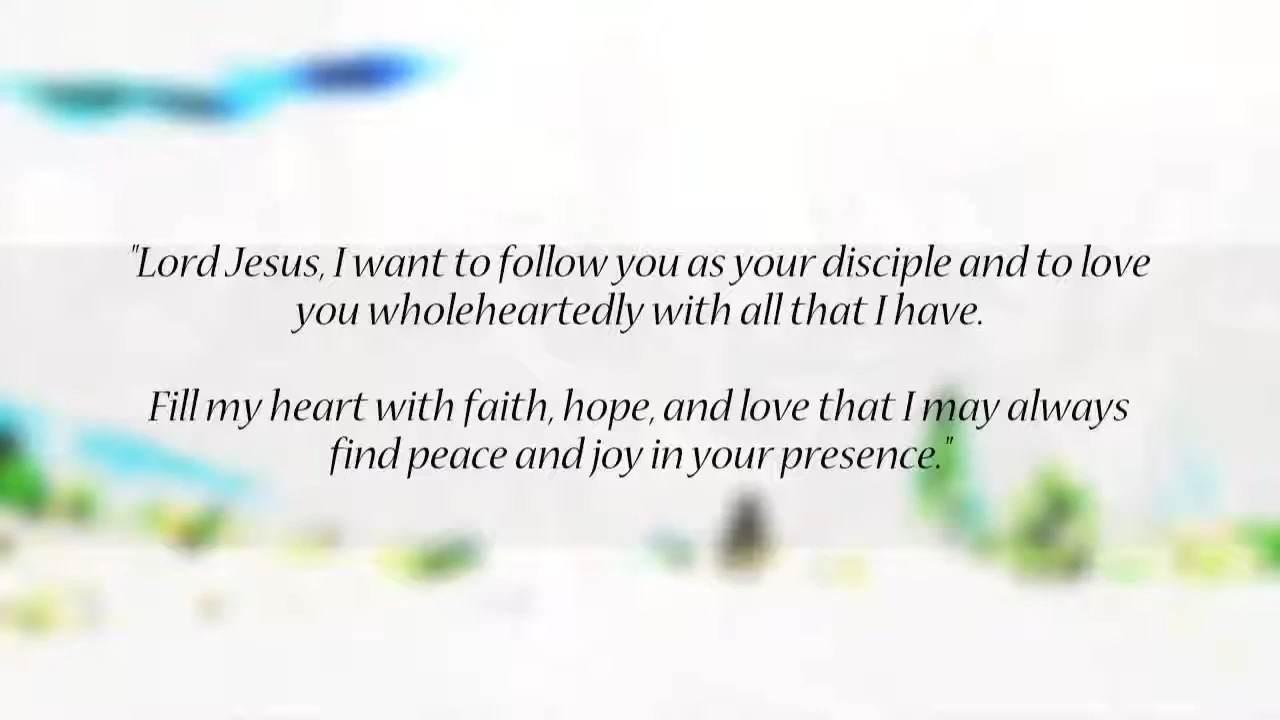 "Lord Jesus, I want to follow you as your disciple and to love
you wholeheartedly with all that I have.
Fill my heart with faith, hope, and love that I may always
find peace and joy in your presence."